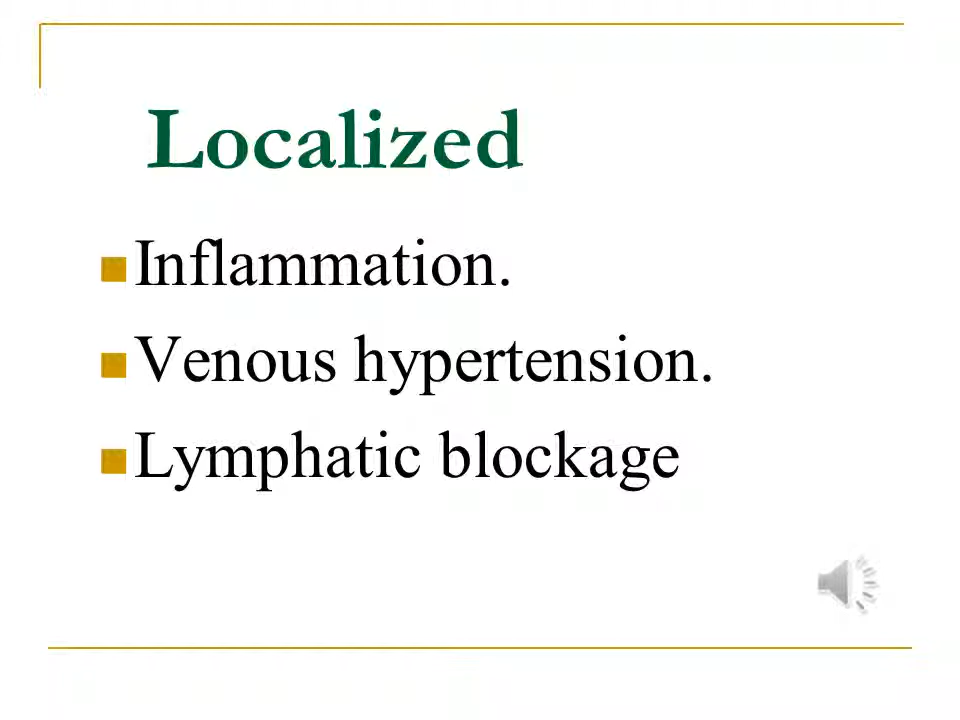 Localized
Inflammation.
Venous hypertension.
Lymphatic blockage